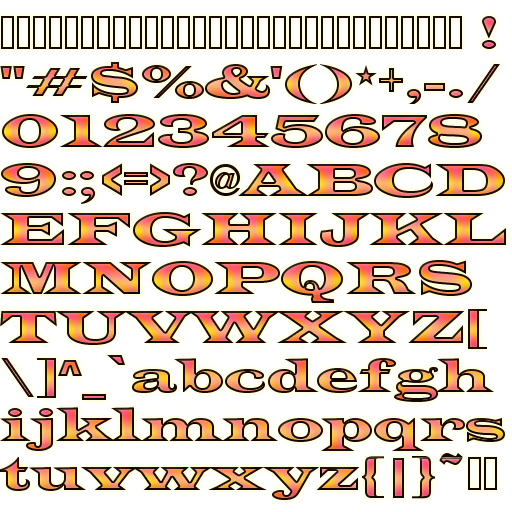 !
"#$%&'()*+,-./
012345678
9:;<=>?@ABCD
EFGHIJKL
MNOPQRS
TUVWXYZ[
\]^_`abcdefgh
ijklmnopqrs
tuvwxyz{|}~